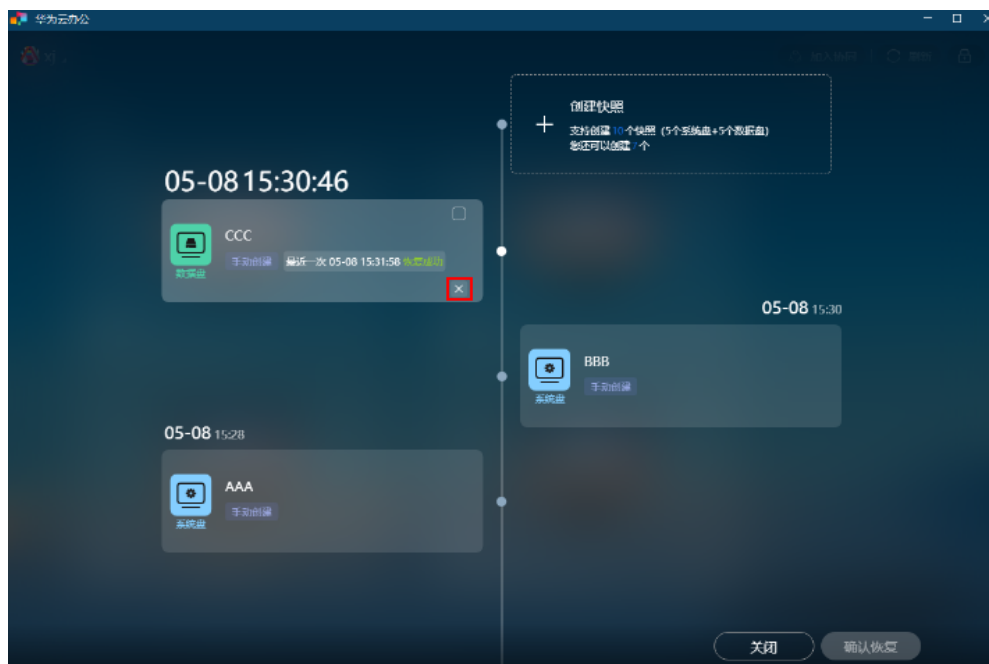 华为云办公
创建快照
支持创建 10 个快照 (5个系统盘+5个数据盘)
您还可以创建 7 个
05-08 15:30:46
CCC
手动创建 最近一次 05-08 15:31:58 恢复成功
数据盘
05-08 15:30
BBB
手动创建
系统盘
05-08 15:28
AAA
手动创建
系统盘
关闭
确认恢复